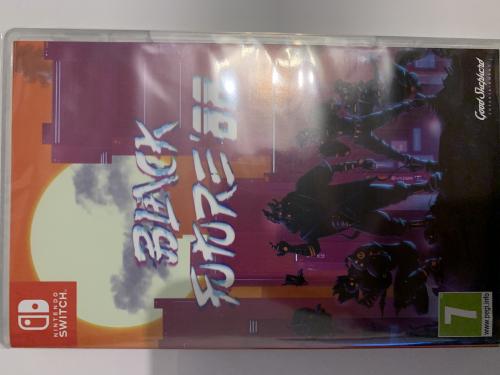 NINTENDO
SWITCH
BLACK
FUTURE '88
Good Shepherd
7
www.pegi.info